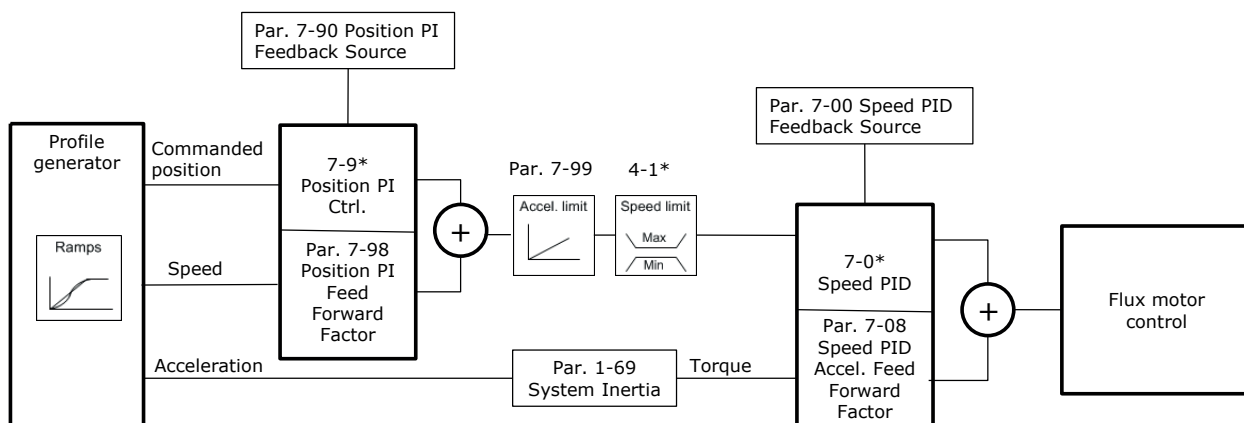 Par. 7-90 Position PI
Feedback Source
Par. 7-00 Speed PID
Feedback Source
Profile
generator
Ramps
Commanded
position
Speed
Acceleration
7-9*
Position PI
Ctrl.
Par. 7-98
Position PI
Feed
Forward
Factor
+
Par. 7-99
Accel. limit
4-1*
Speed limit
Max
Min
Par. 1-69
System Inertia
Torque
7-0*
Speed PID
Par. 7-08
Speed PID
Accel. Feed
Forward
Factor
+
Flux motor
control